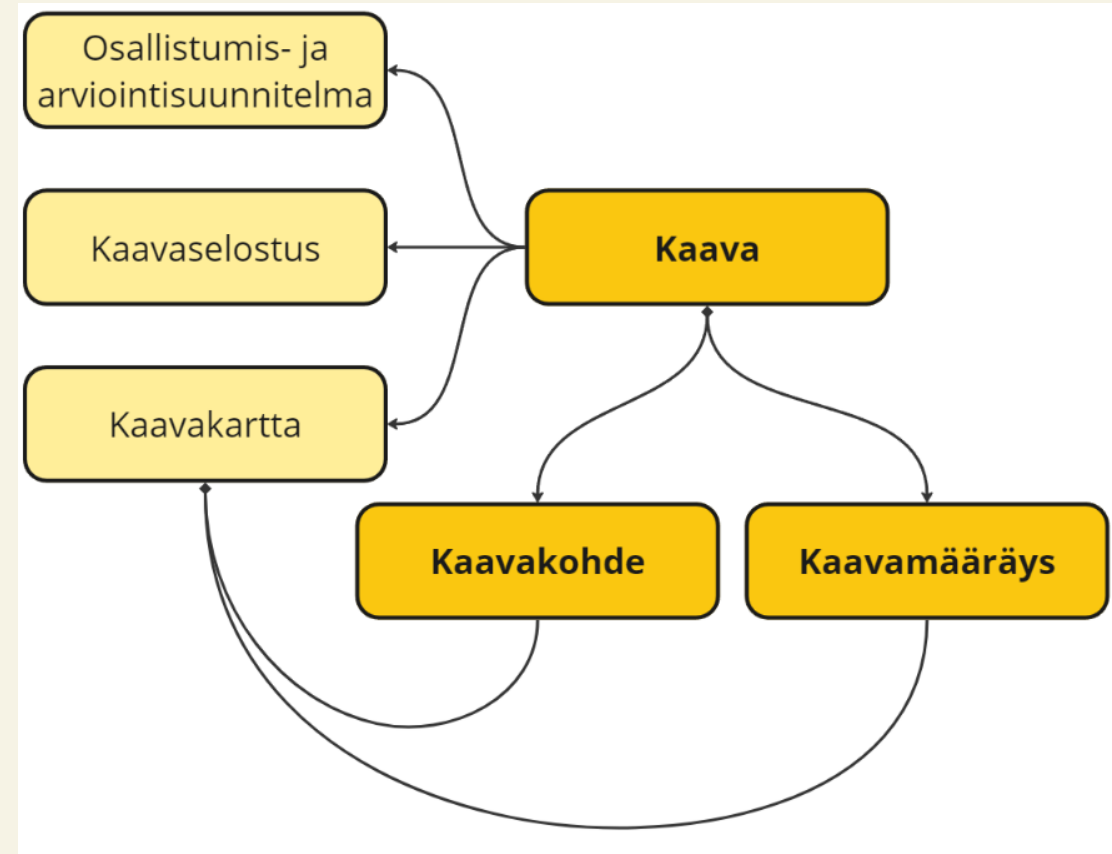 Osallistumis- ja
arviointisuunnitelma
Kaavaselostus
Kaava
Kaavakartta
Kaavakohde
Kaavamääräys